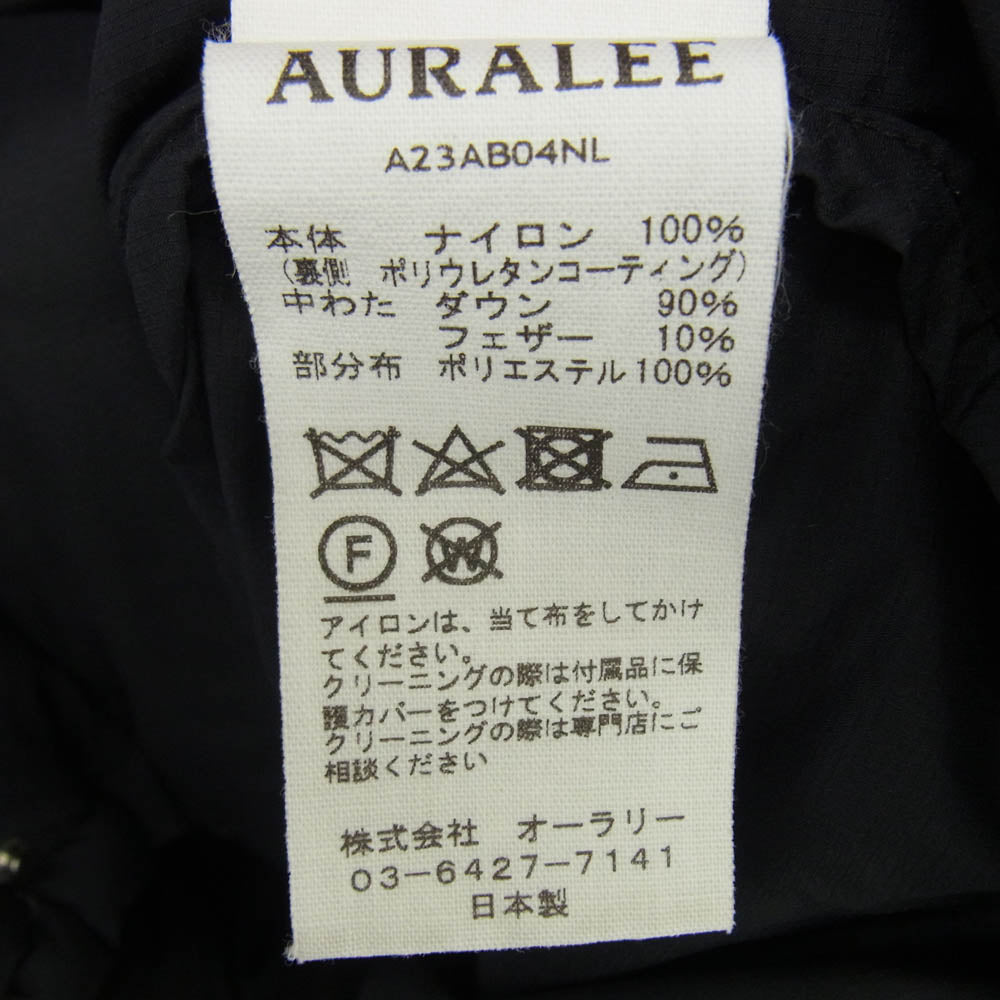 AURALEE
A23AB04NL
本体 ナイロン 100%
(裏側 ポリウレタンコーティング)
中わた ダウン 90%
フェザー 10%
部分布 ポリエステル 100%
F
W
アイロンは、当て布をしてかけ
てください。
クリーニングの際は付属品に保
護カバーをつけてください。
クリーニングの際は専門店にご
相談ください
株式会社 オーラリー
03-6427-7141
日本製